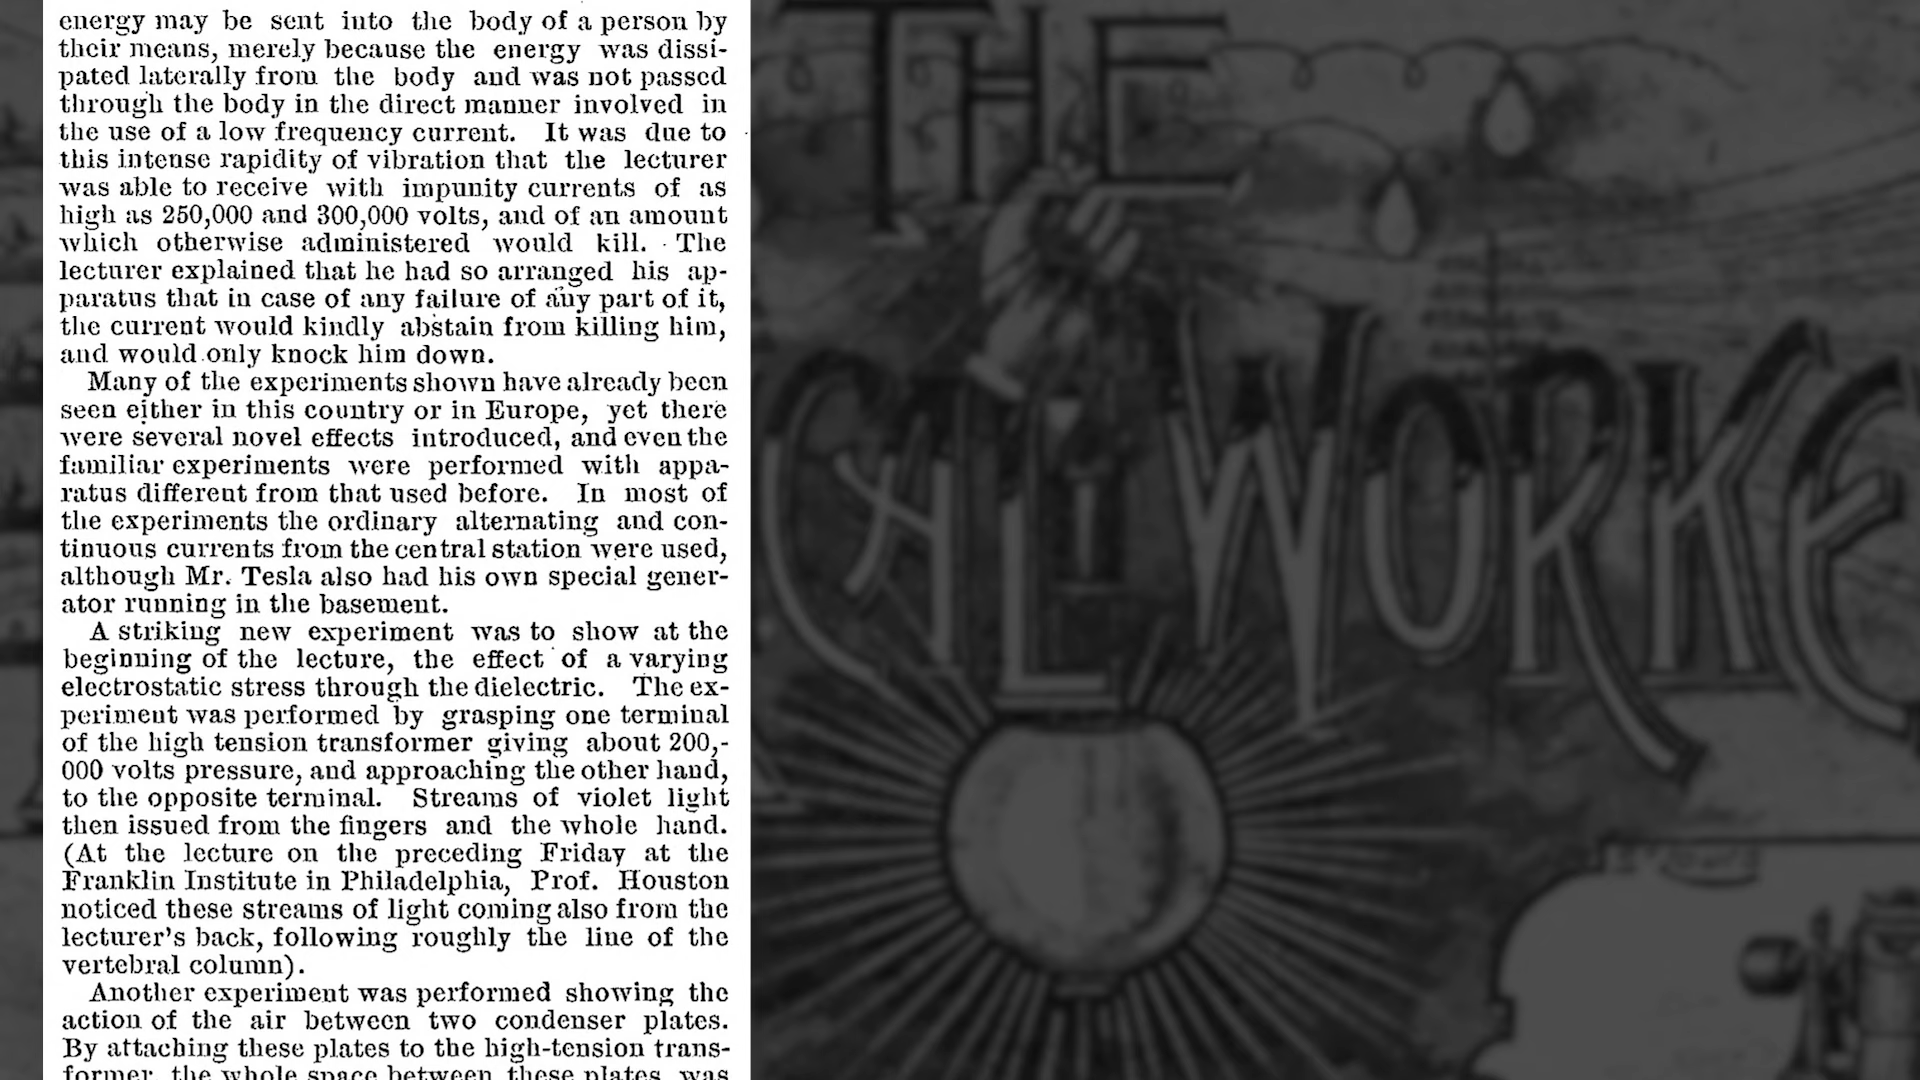 energy may be sent into the body of a person by
their means, merely because the energy was dissi-
pated laterally from the body and was not passed
through the body in the direct manner involved in
the use of a low frequency current. It was due to
this intense rapidity of vibration that the lecturer
was able to receive with impunity currents of as
high as 250,000 and 300,000 volts, and of an amount
which otherwise administered would kill. The
lecturer explained that he had so arranged his ap-
paratus that in case of any failure of any part of it,
the current would kindly abstain from killing him,
and would only knock him down.
Many of the experiments shown have already been
seen either in this country or in Europe, yet there
were several novel effects introduced, and even the
familiar experiments were performed with appa-
ratus different from that used before. In most of
the experiments the ordinary alternating and con-
tinuous currents from the central station were used,
although Mr. Tesla also had his own special gener-
ator running in the basement.
A striking new experiment was to show at the
beginning of the lecture, the effect of a varying
electrostatic stress through the dielectric. The ex-
periment was performed by grasping one terminal
of the high tension transformer giving about 200,-
000 volts pressure, and approaching the other hand,
to the opposite terminal. Streams of violet light
then issued from the fingers and the whole hand.
(At the lecture on the preceding Friday at the
Franklin Institute in Philadelphia, Prof. Houston
noticed these streams of light coming also from the
lecturer's back, following roughly the line of the
vertebral column).
Another experiment was performed showing the
action of the air between two condenser plates.
By attaching these plates to the high-tension trans-
former, the whole space between these plates was
THE
CAL WORKE